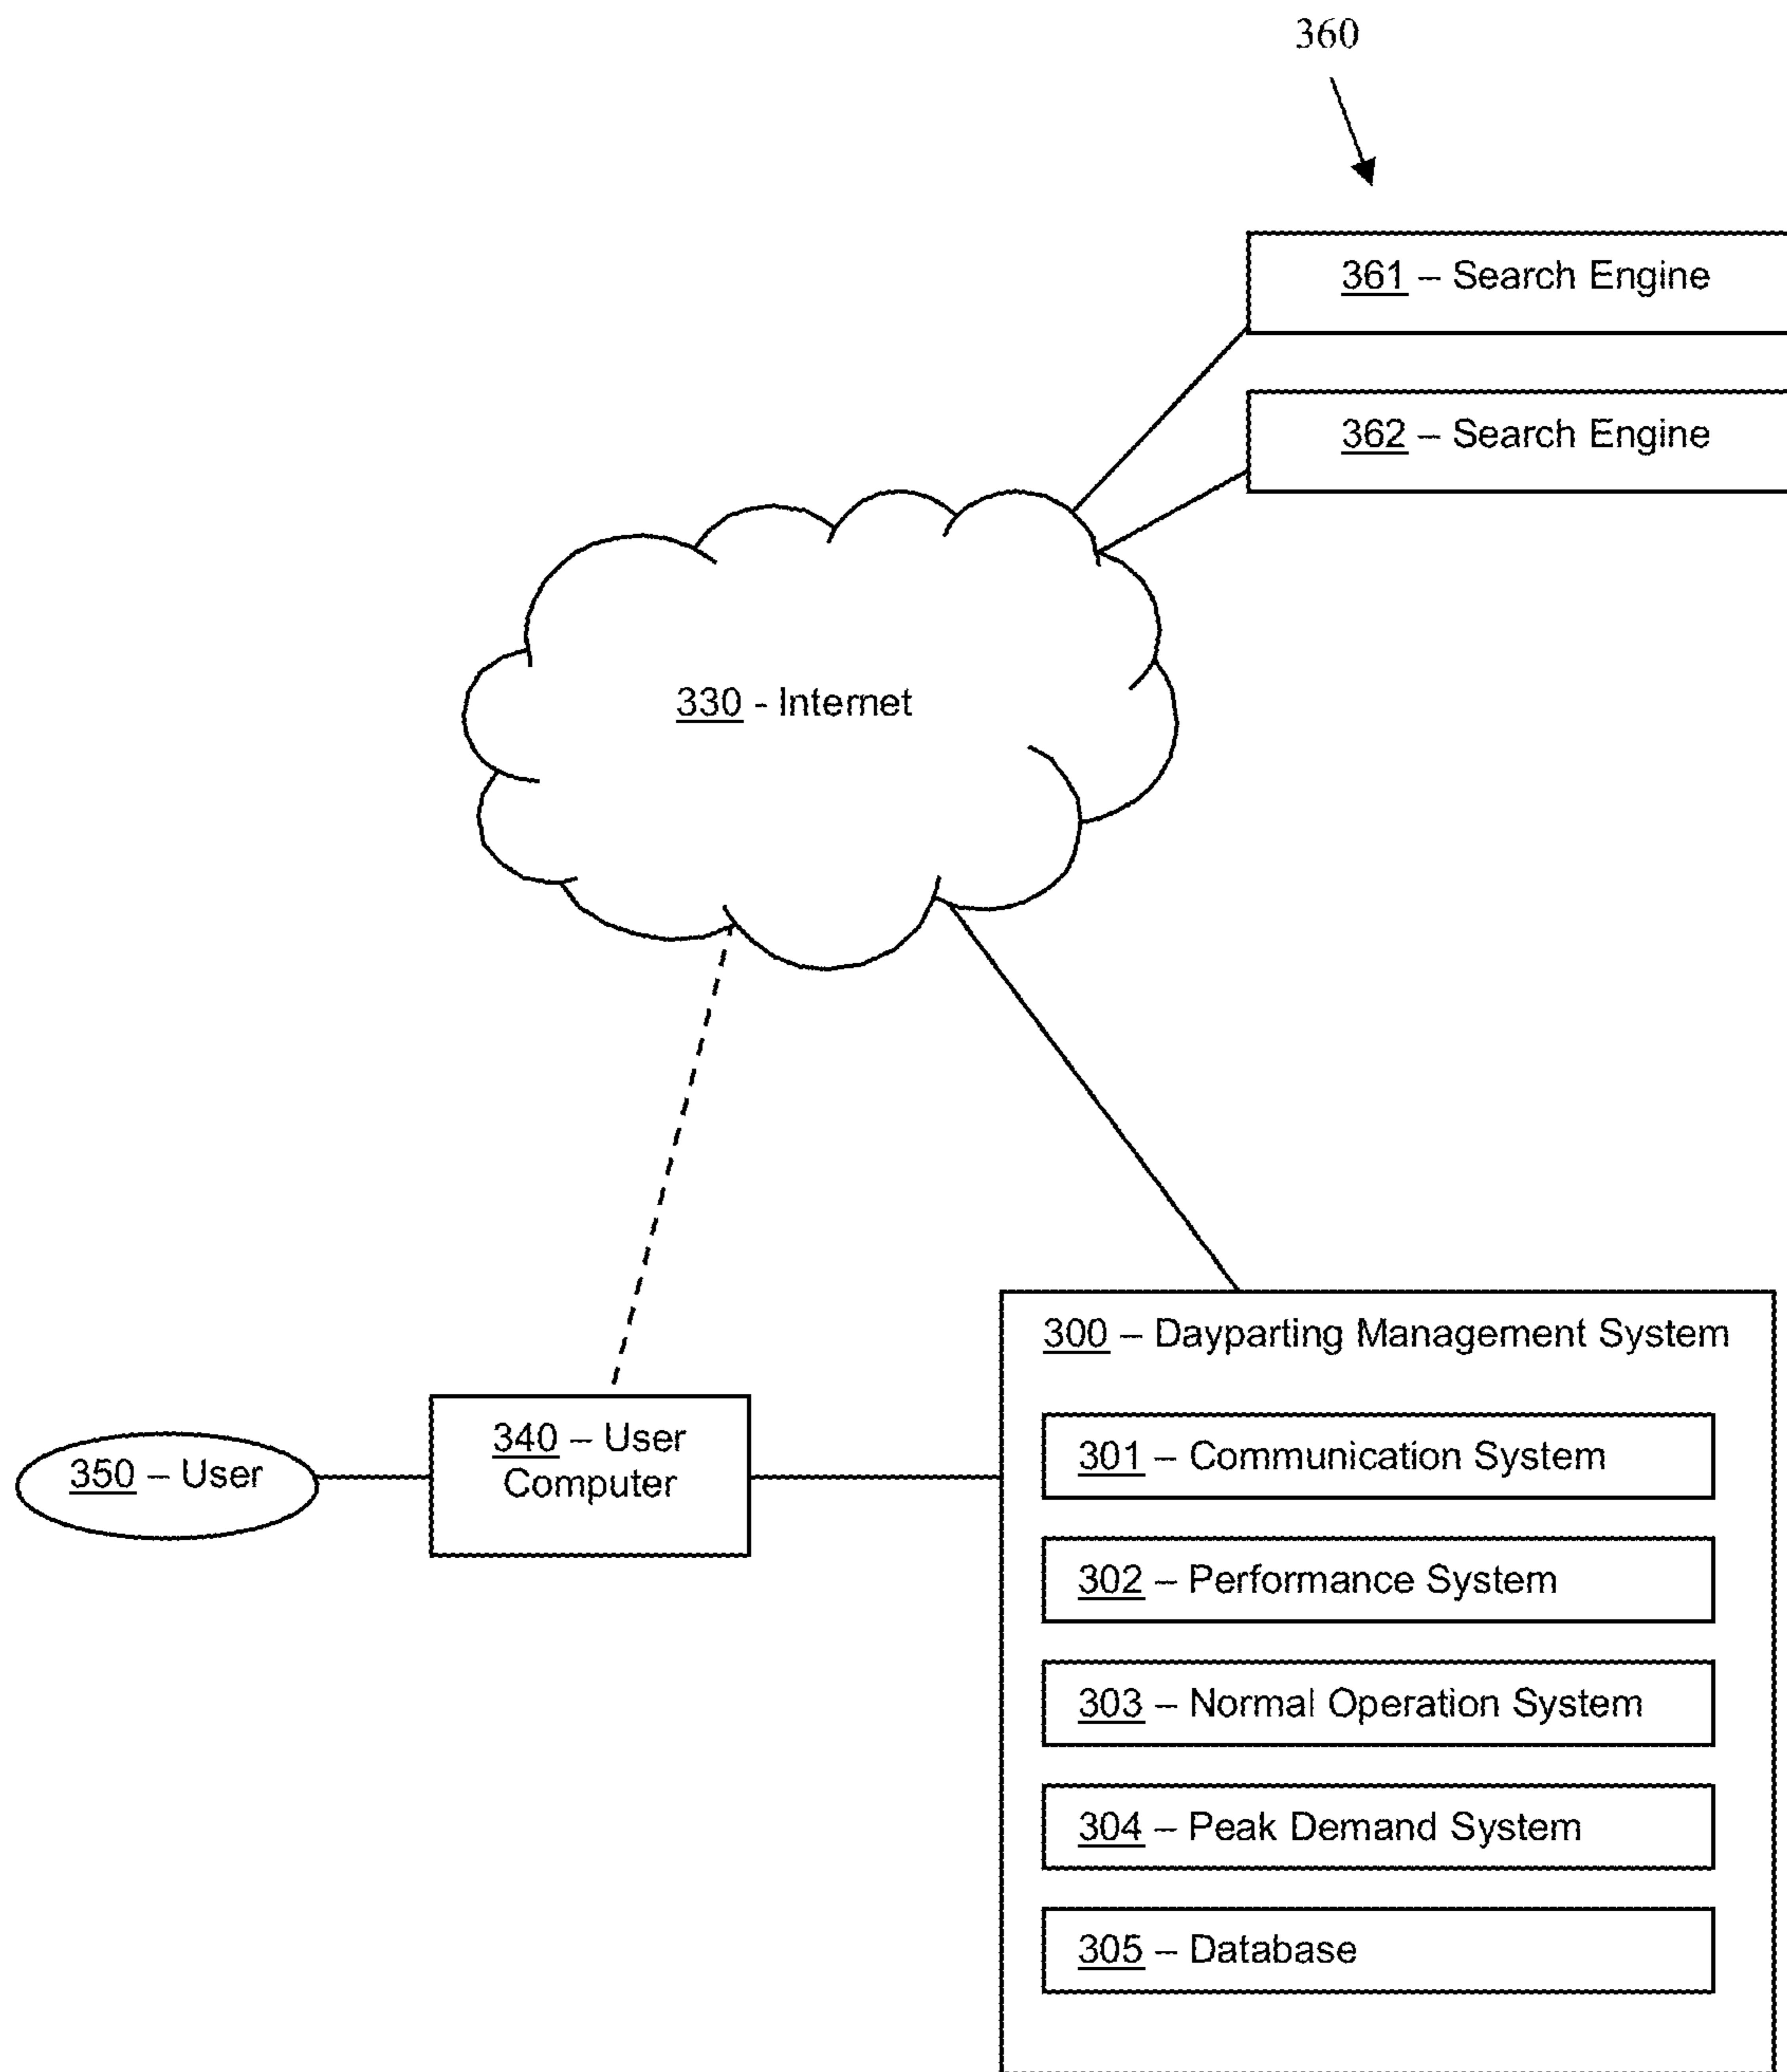 360
361 – Search Engine
362 – Search Engine
330 - Internet
300 – Dayparting Management System
350 – User
340 – User
Computer
301 – Communication System
302 – Performance System
303 – Normal Operation System
304 – Peak Demand System
305 – Database